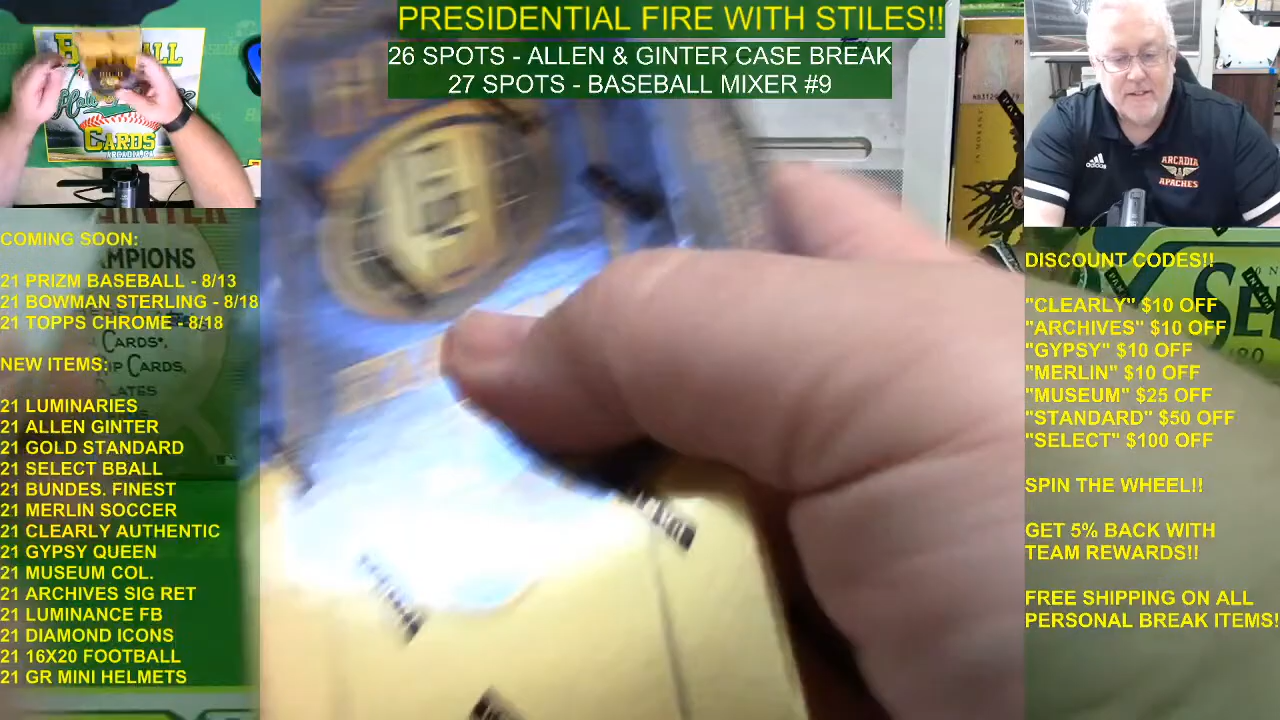 PRESIDENTIAL FIRE WITH STILES!!
26 SPOTS - ALLEN & GINTER CASE BREAK
27 SPOTS - BASEBALL MIXER #9
CARDS
COMING SOON:
MPIONS
21 PRIZM BASEBALL - 8/13
21 BOWMAN STERLING - 8/18
21 TOPPS CHROME - 8/18
CARDS*,
NEW ITEMS:
IP CARDS,
LATES
21 LUMINARIES
21 ALLEN GINTER
21 GOLD STANDARD
21 SELECT BBALL
21 BUNDES. FINEST
21 MERLIN SOCCER
21 CLEARLY AUTHENTIC
21 GYPSY QUEEN
21 MUSEUM COL.
21 ARCHIVES SIG RET
21 LUMINANCE FB
21 DIAMOND ICONS
21 16X20 FOOTBALL
21 GR MINI HELMETS
adidas
ARCADIA
APACHES
DISCOUNT CODES!!
"CLEARLY" $10 OFF
"ARCHIVES" $10 OFF
"GYPSY" $10 OFF
"MERLIN" $10 OFF
"MUSEUM" $25 OFF
"STANDARD" $50 OFF
"SELECT" $100 OFF
SPIN THE WHEEL!!
GET 5% BACK WITH
TEAM REWARDS!!
FREE SHIPPING ON ALL
PERSONAL BREAK ITEMS!